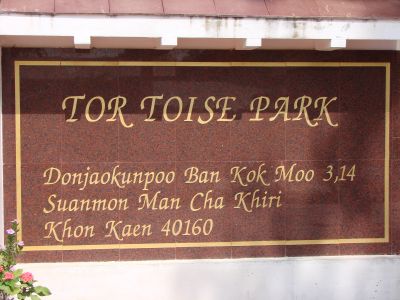 TOR TOISE PARK
Donjaokunpoo Ban Kok Moo 3,14
Suanmon Man Cha Khiri
Khon Kaen 40160